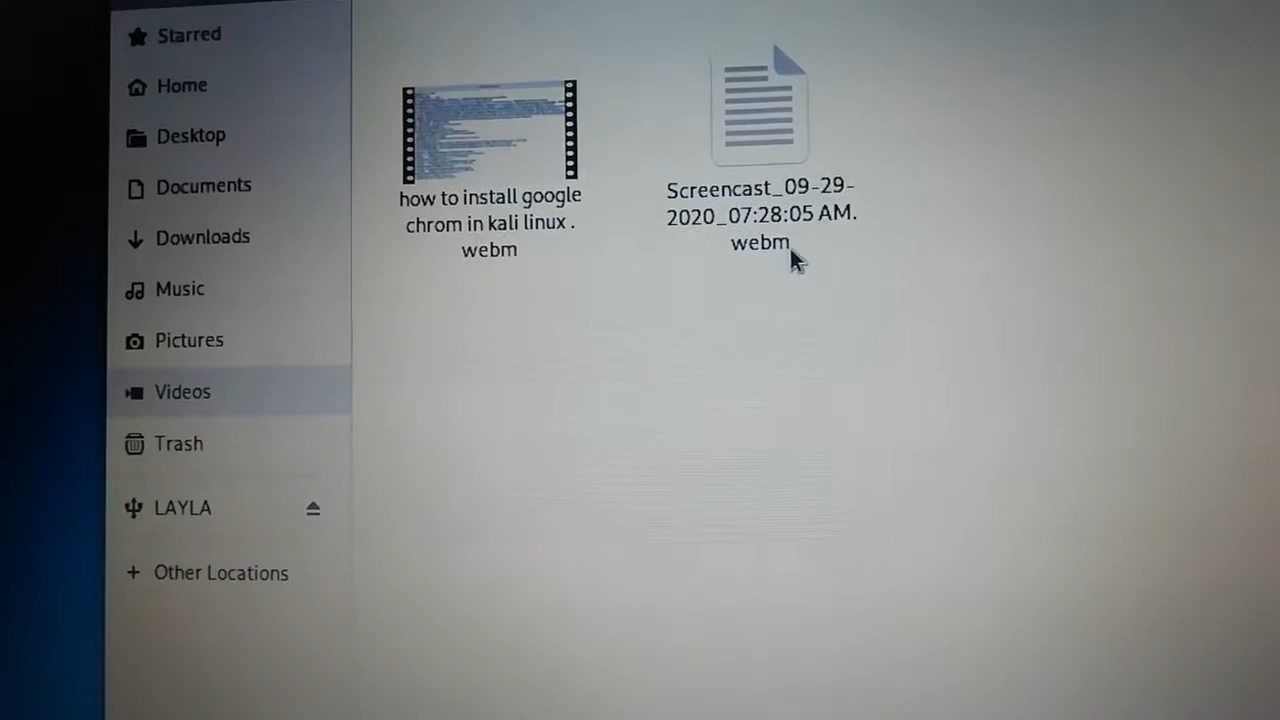 Starred
Home
Desktop
Documents
Downloads
Music
Pictures
Videos
Trash
LAYLA
Other Locations
how to install google
chrom in kali linux .
webm
Screencast_09-29-
2020_07:28:05 AM.
webm